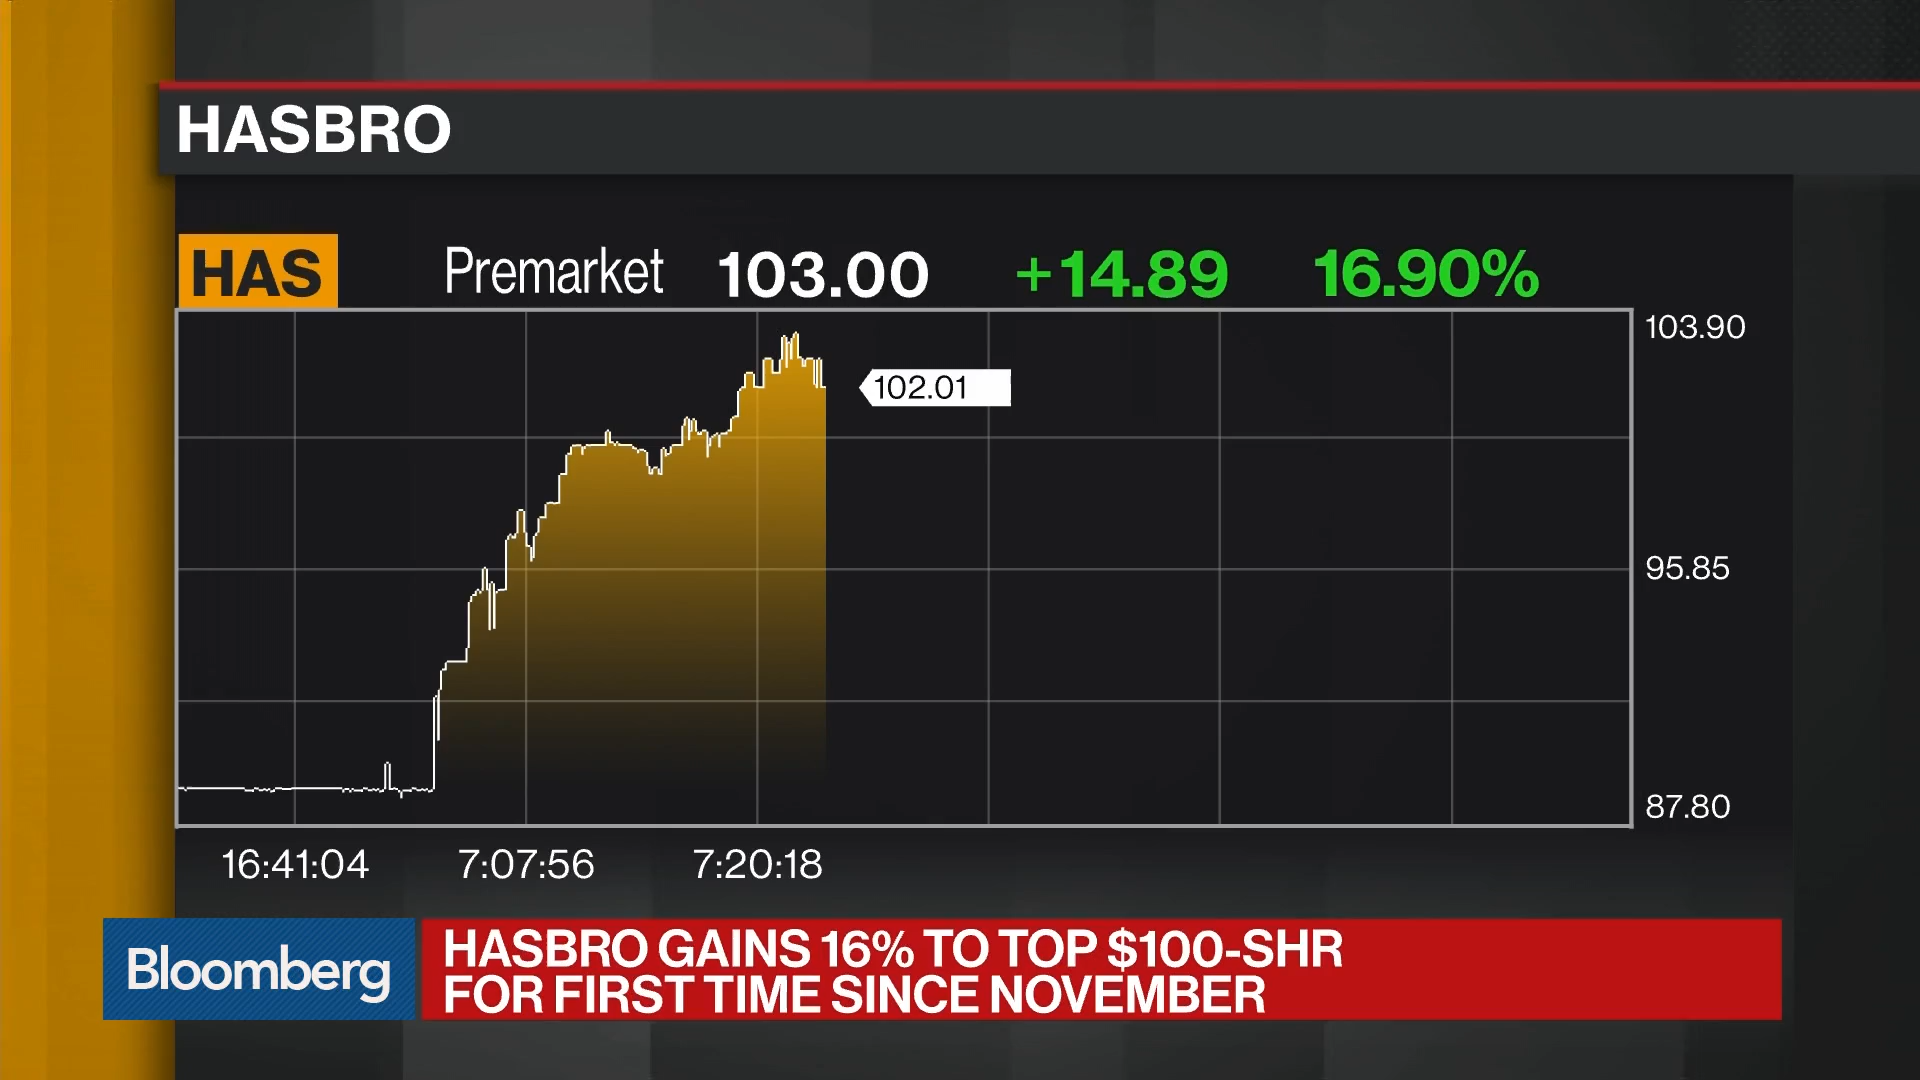 HASBRO
HAS Premarket 103.00 +14.89 16.90%
103.90
102.01
95.85
87.80
16:41:04 7:07:56 7:20:18
Bloomberg
HASBRO GAINS 16% TO TOP $100-SHR
FOR FIRST TIME SINCE NOVEMBER